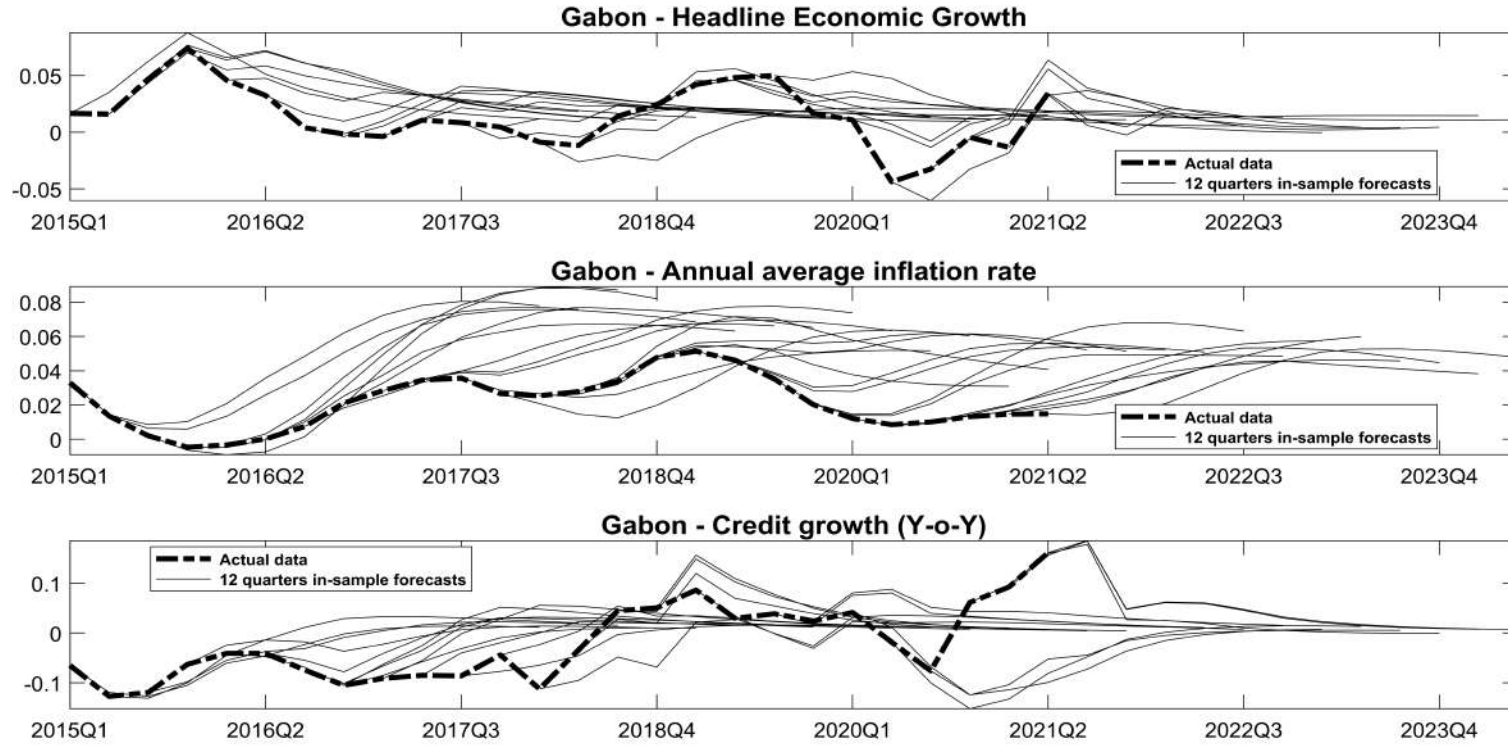 Gabon - Headline Economic Growth
0.05
0
-0.05
Actual data
12 quarters in-sample forecasts
2015Q1 2016Q2 2017Q3 2018Q4 2020Q1 2021Q2 2022Q3 2023Q4
Gabon - Annual average inflation rate
0.08
0.06
0.04
0.02
0
Actual data
12 quarters in-sample forecasts
2015Q1 2016Q2 2017Q3 2018Q4 2020Q1 2021Q2 2022Q3 2023Q4
Gabon - Credit growth (Y-o-Y)
Actual data
12 quarters in-sample forecasts
0.1
0
-0.1
2015Q1 2016Q2 2017Q3 2018Q4 2020Q1 2021Q2 2022Q3 2023Q4